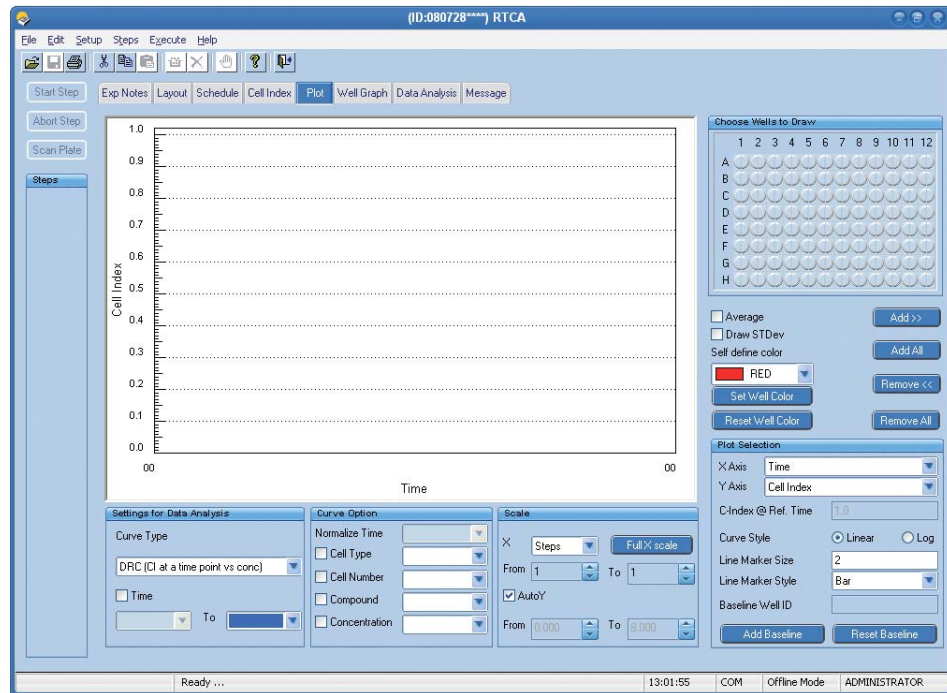 (ID:080728****) RTCA
File Edit Setup Steps Execute Help
Start Step
Abort Step
Scan Plate
Steps
Exp Notes Layout Schedule Cell Index Plot Well Graph Data Analysis Message
1.0
0.9
0.8
0.7
0.6
0.5
0.4
0.3
0.2
0.1
0.0
Cell Index
00 00
Time
Choose Wells to Draw
1 2 3 4 5 6 7 8 9 10 11 12
A
B
C
D
E
F
G
H
Average Add >>
Draw STDev
Self define color Add All
RED Remove <<
Set Well Color
Reset Well Color Remove All
Plot Selection
X Axis Time
Y Axis Cell Index
C-Index @ Ref. Time 1.0
Curve Style Linear Log
Line Marker Size 2
Line Marker Style Bar
Baseline Well ID
Add Baseline Reset Baseline
Settings for Data Analysis
Curve Type
DRC (CI at a time point vs conc)
Time
To
Curve Option
Normalize Time
Cell Type
Cell Number
Compound
Concentration
Scale
X Steps Full X scale
From 1 To 1
AutoY
From 0.000 To 8.000
Ready ... 13:01:55 COM Offline Mode ADMINISTRATOR